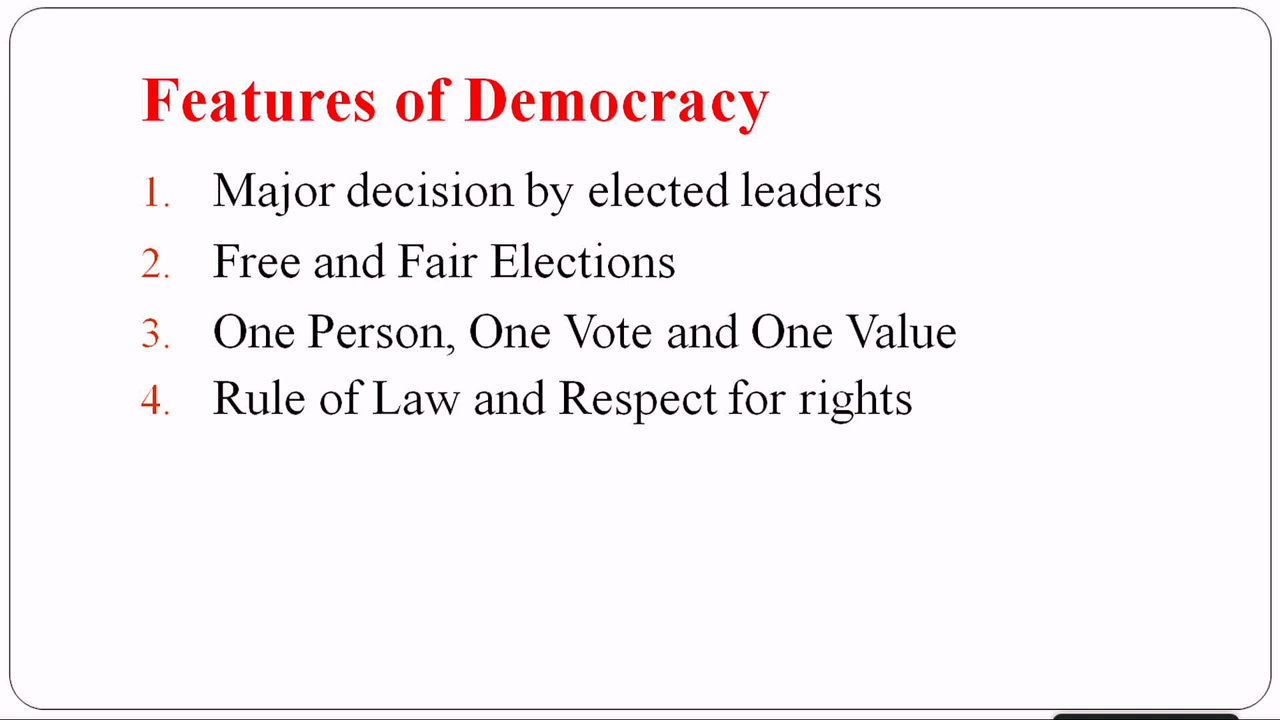 Features of Democracy
1. Major decision by elected leaders
2. Free and Fair Elections
3. One Person, One Vote and One Value
4. Rule of Law and Respect for rights